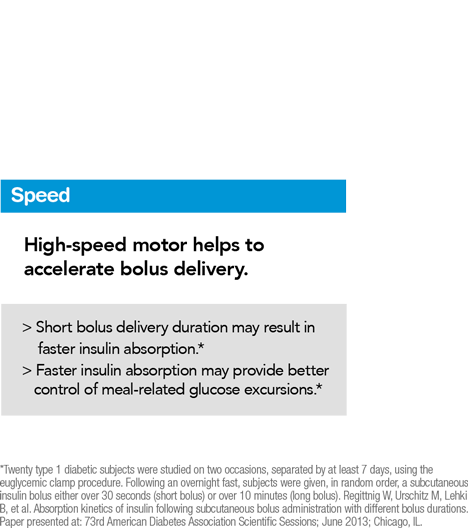 Speed
High-speed motor helps to
accelerate bolus delivery.
> Short bolus delivery duration may result in
faster insulin absorption.*
> Faster insulin absorption may provide better
control of meal-related glucose excursions.*
*Twenty type 1 diabetic subjects were studied on two occasions, separated by at least 7 days, using the
euglycemic clamp procedure. Following an overnight fast, subjects were given, in random order, a subcutaneous
insulin bolus either over 30 seconds (short bolus) or over 10 minutes (long bolus). Regittnig W, Urschitz M, Lehki
B, et al. Absorption kinetics of insulin following subcutaneous bolus administration with different bolus durations.
Paper presented at: 73rd American Diabetes Association Scientific Sessions; June 2013; Chicago, IL.